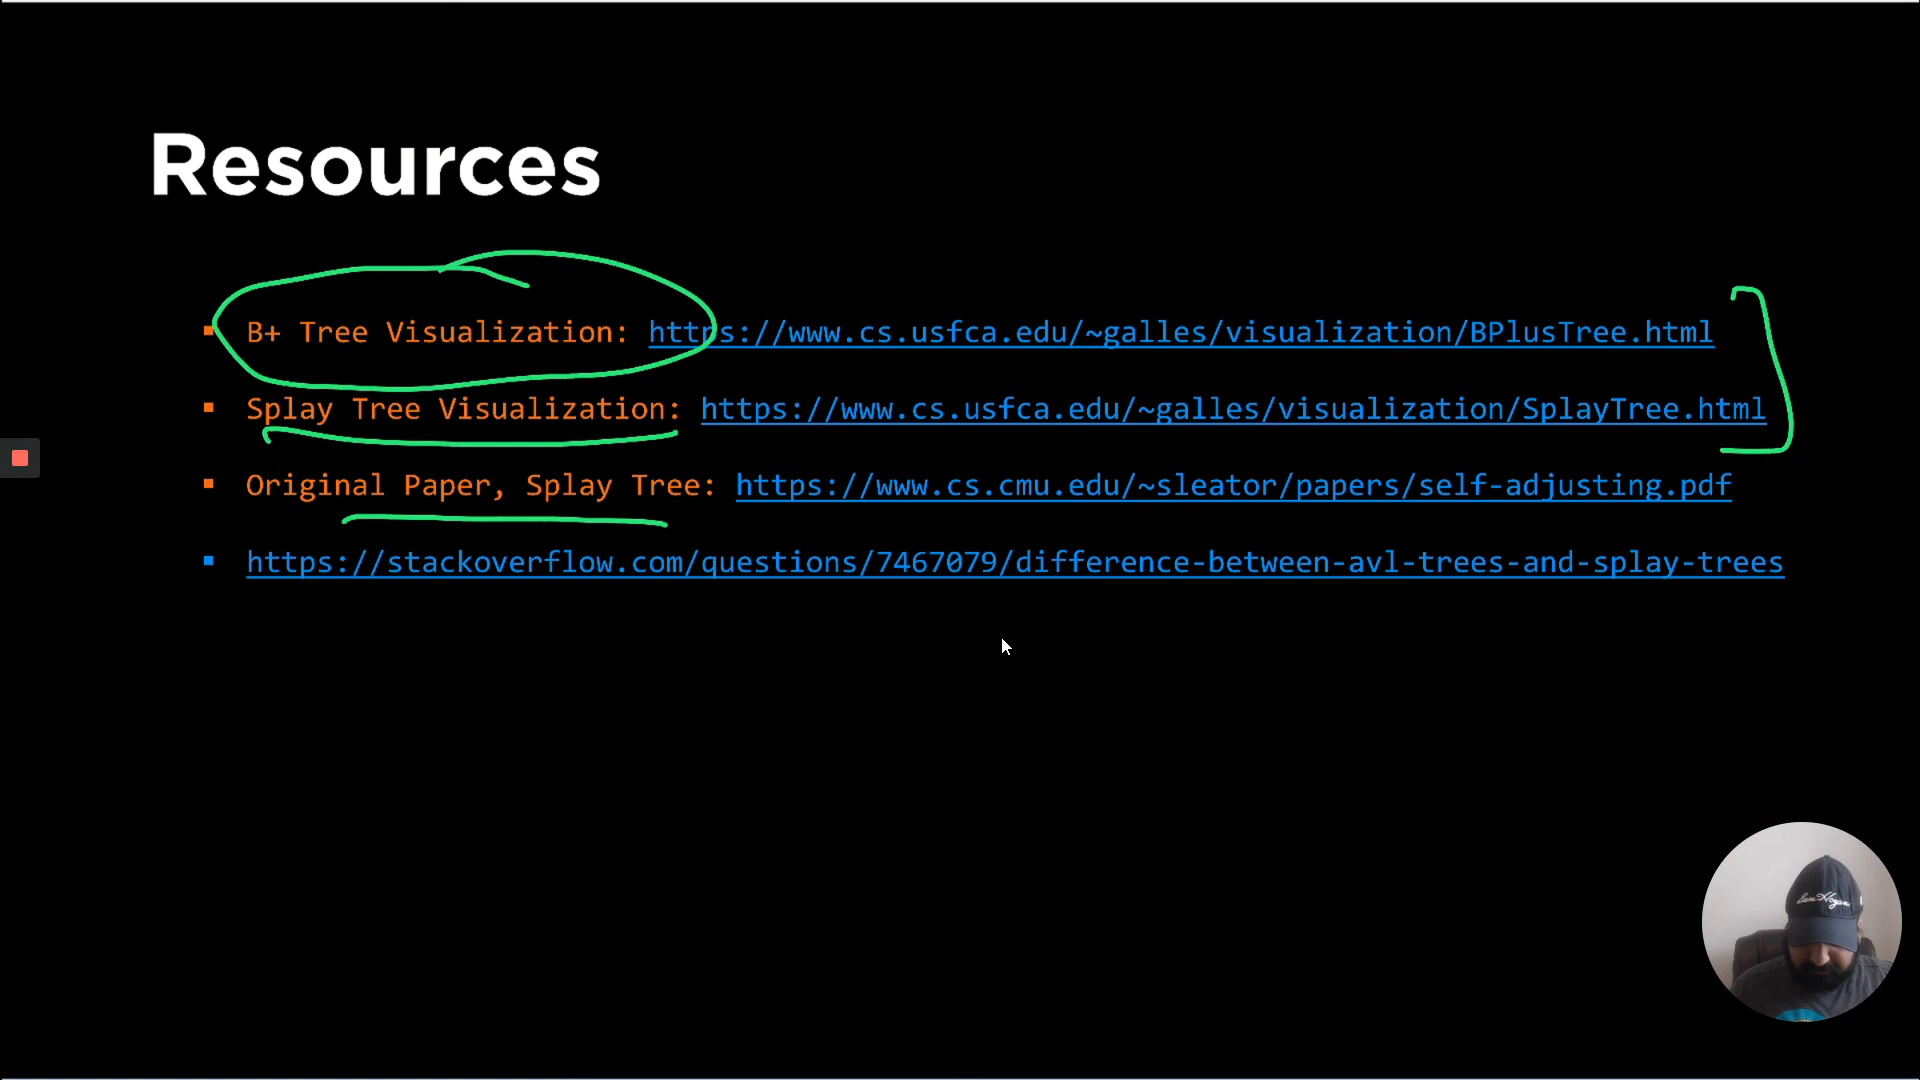 Resources
B+ Tree Visualization: https://www.cs.usfca.edu/~galles/visualization/BPlusTree.html
Splay Tree Visualization: https://www.cs.usfca.edu/~galles/visualization/SplayTree.html
Original Paper, Splay Tree: https://www.cs.cmu.edu/~sleator/papers/self-adjusting.pdf
https://stackoverflow.com/questions/7467079/difference-between-avl-trees-and-splay-trees
Ben Hogan